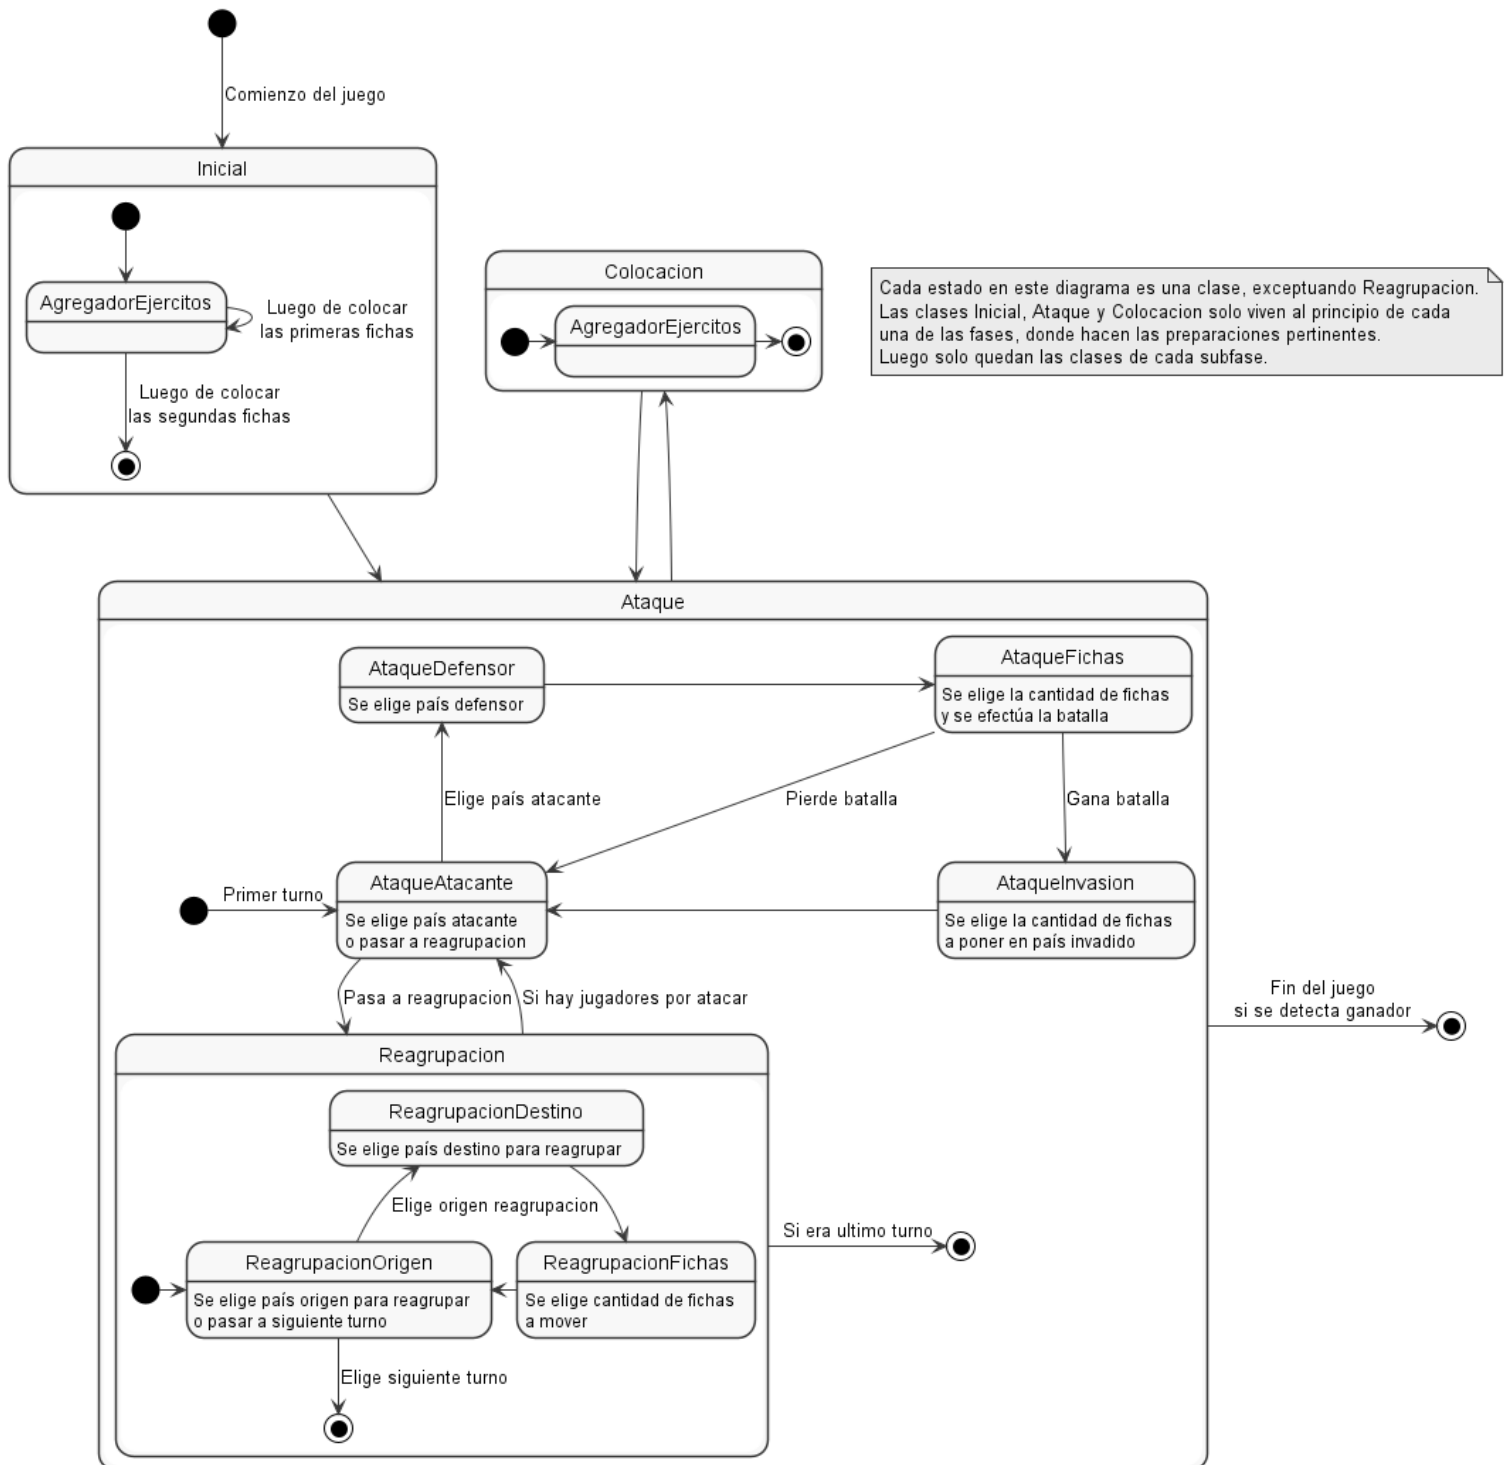 Comienzo del juego
Inicial
AgregadorEjercitos
Luego de colocar
las primeras fichas
Luego de colocar
las segundas fichas
Colocacion
AgregadorEjercitos
Cada estado en este diagrama es una clase, exceptuando Reagrupacion.
Las clases Inicial, Ataque y Colocacion solo viven al principio de cada
una de las fases, donde hacen las preparaciones pertinentes.
Luego solo quedan las clases de cada subfase.
Ataque
AtaqueDefensor
Se elige país defensor
AtaqueFichas
Se elige la cantidad de fichas
y se efectúa la batalla
Elige país atacante
Pierde batalla
Gana batalla
Primer turno
AtaqueAtacante
Se elige país atacante
o pasar a reagrupacion
AtaqueInvasion
Se elige la cantidad de fichas
a poner en país invadido
Pasa a reagrupacion
Si hay jugadores por atacar
Fin del juego
si se detecta ganador
Reagrupacion
ReagrupacionDestino
Se elige país destino para reagrupar
Elige origen reagrupacion
Si era ultimo turno
ReagrupacionOrigen
Se elige país origen para reagrupar
o pasar a siguiente turno
ReagrupacionFichas
Se elige cantidad de fichas
a mover
Elige siguiente turno